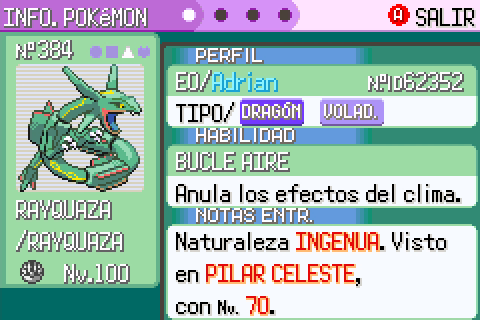 INFO. POKéMON
A SALIR
Nº384
PERFIL
EO/Adrian NºID62352
TIPO/ DRAGÓN VOLAD.
HABILIDAD
BUCLE AIRE
Anula los efectos del clima.
RAYQUAZA
/RAYQUAZA
Nv.100
NOTAS ENTR.
Naturaleza INGENUA. Visto
en PILAR CELESTE,
con Nv. 70.